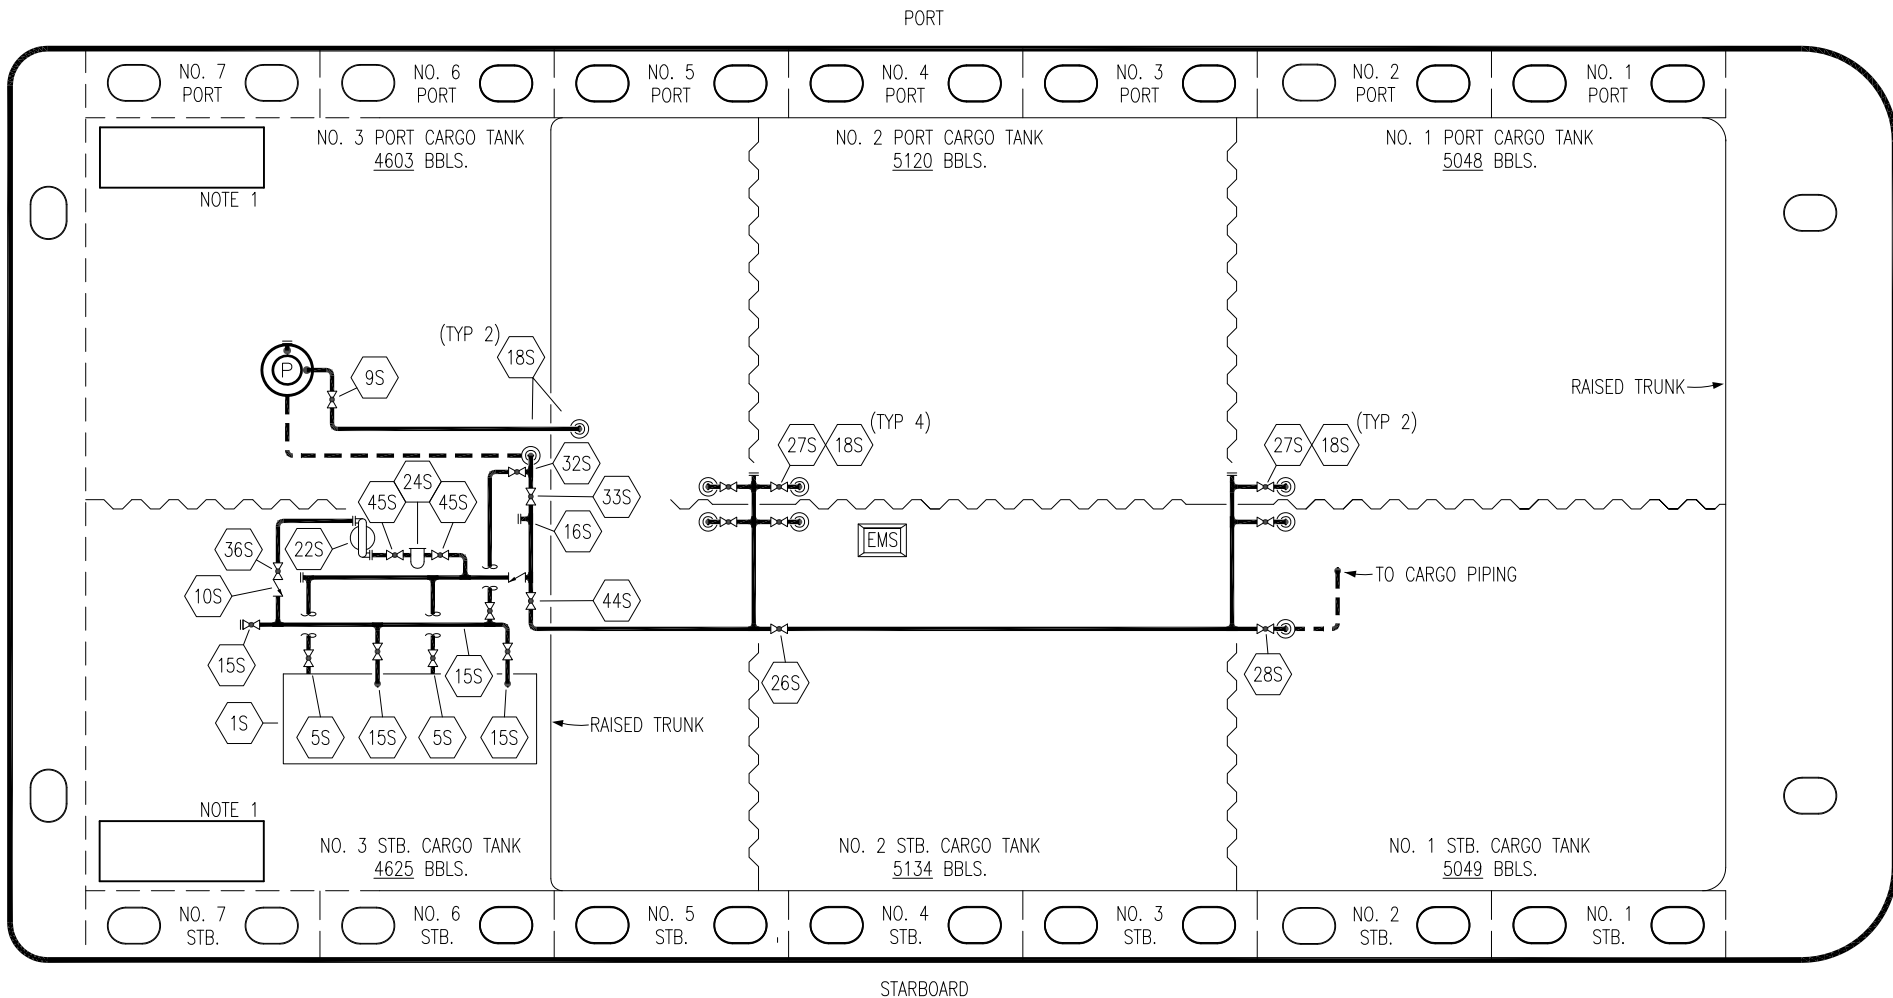 PORT
NO. 7
PORT
NO. 6
PORT
NO. 5
PORT
NO. 4
PORT
NO. 3
PORT
NO. 2
PORT
NO. 1
PORT
NO. 3 PORT CARGO TANK
4603 BBLS.
NO. 2 PORT CARGO TANK
5120 BBLS.
NO. 1 PORT CARGO TANK
5048 BBLS.
NOTE 1
(TYP 2)
18S
P
9S
RAISED TRUNK
(TYP 4)
27S 18S
(TYP 2)
27S 18S
32S
24S
45S 45S
33S
16S
EMS
36S
22S
10S
44S
TO CARGO PIPING
15S
15S
26S
28S
1S
5S
15S
5S
15S
RAISED TRUNK
NOTE 1
NO. 3 STB. CARGO TANK
4625 BBLS.
NO. 2 STB. CARGO TANK
5134 BBLS.
NO. 1 STB. CARGO TANK
5049 BBLS.
NO. 7
STB.
NO. 6
STB.
NO. 5
STB.
NO. 4
STB.
NO. 3
STB.
NO. 2
STB.
NO. 1
STB.
STARBOARD